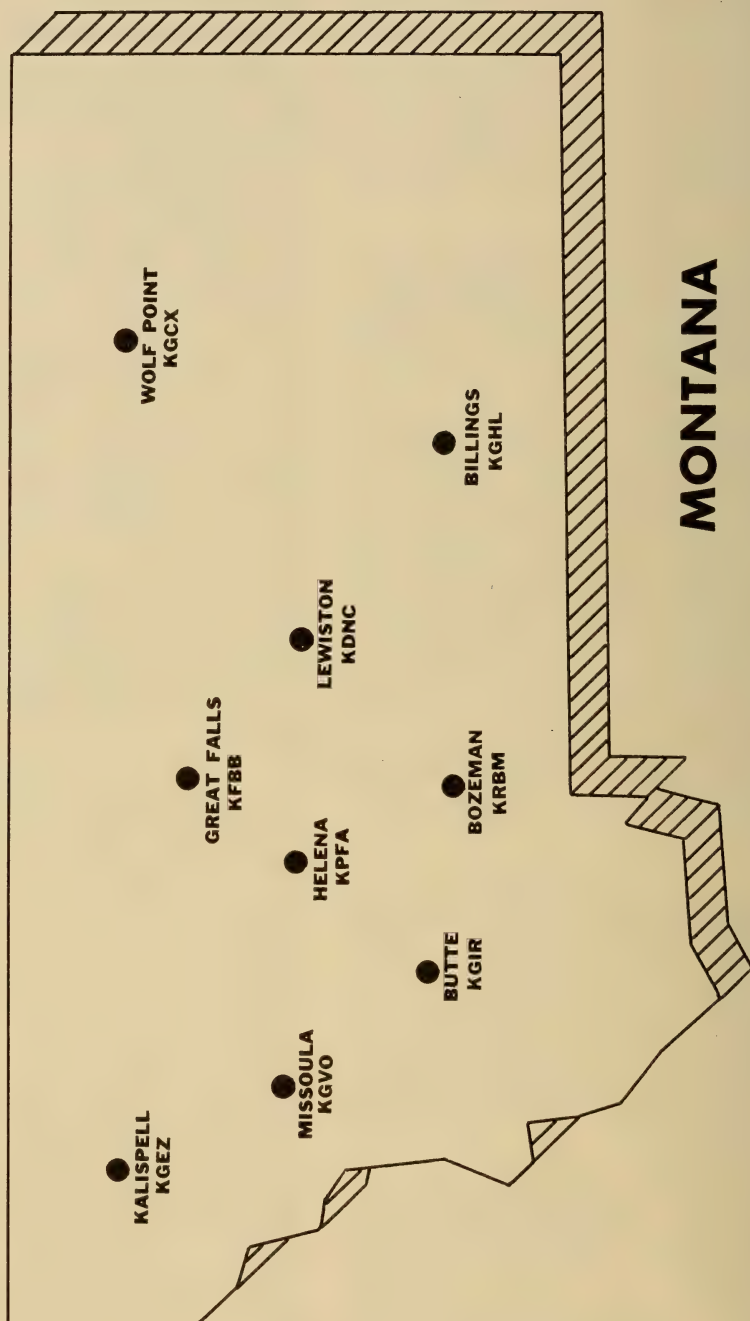 KALISPELL
KGEZ
MISSOULA
KGVO
BUTTE
KGIR
HELENA
KPFA
GREAT FALLS
KFBB
BOZEMAN
KRBM
LEWISTON
KDNC
BILLINGS
KGHL
WOLF POINT
KGCX
MONTANA